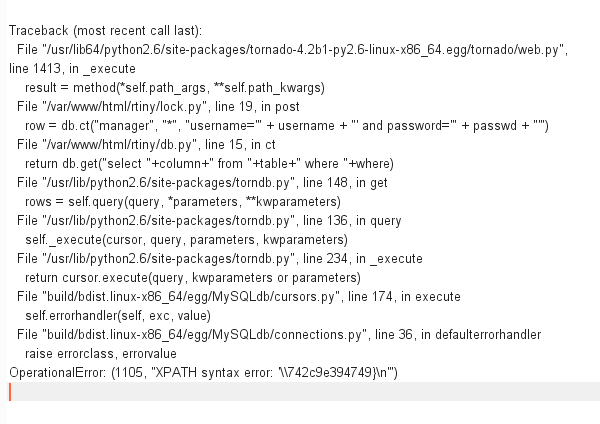 Traceback (most recent call last):
File "/usr/lib64/python2.6/site-packages/tornado-4.2b1-py2.6-linux-x86_64.egg/tornado/web.py",
line 1413, in _execute
result = method(*self.path_args, **self.path_kwargs)
File "/var/www/html/rtiny/lock.py", line 19, in post
row = db.ct("manager", "*", "username='" + username + "' and password='" + passwd + "'")
File "/var/www/html/rtiny/db.py", line 15, in ct
return db.get("select "+column+" from "+table+" where "+where)
File "/usr/lib/python2.6/site-packages/torndb.py", line 148, in get
rows = self.query(query, *parameters, **kwparameters)
File "/usr/lib/python2.6/site-packages/torndb.py", line 136, in query
self._execute(cursor, query, parameters, kwparameters)
File "/usr/lib/python2.6/site-packages/torndb.py", line 234, in _execute
return cursor.execute(query, kwparameters or parameters)
File "build/bdist.linux-x86_64/egg/MySQLdb/cursors.py", line 174, in execute
self.errorhandler(self, exc, value)
File "build/bdist.linux-x86_64/egg/MySQLdb/connections.py", line 36, in defaulterrorhandler
raise errorclass, errorvalue
OperationalError: (1105, "XPATH syntax error: '\\742c9e394749}\n'")